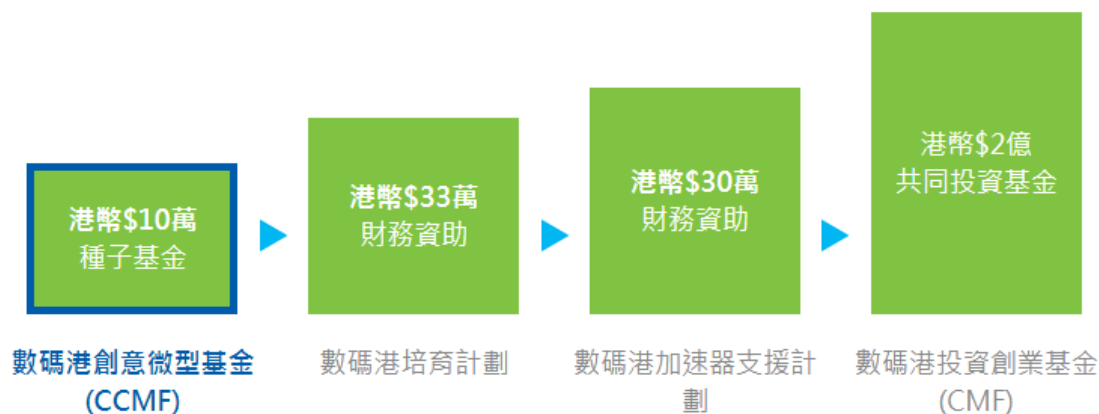 港幣$10萬
種子基金
港幣$33萬
財務資助
港幣$30萬
財務資助
港幣$2億
共同投資基金
數碼港創意微型基金
(CCMF)
數碼港培育計劃
數碼港加速器支援計
劃
數碼港投資創業基金
(CMF)